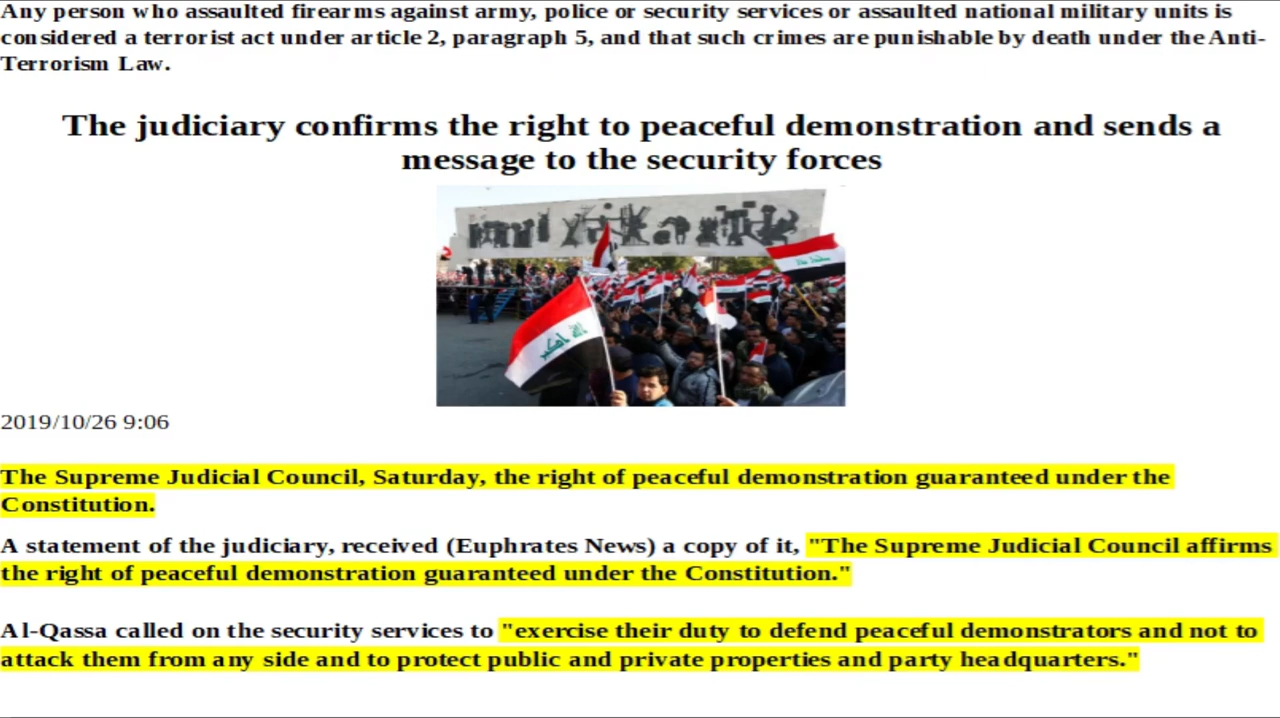 Any person who assaulted firearms against army, police or security services or assaulted national military units is
considered a terrorist act under article 2, paragraph 5, and that such crimes are punishable by death under the Anti-
Terrorism Law.
The judiciary confirms the right to peaceful demonstration and sends a
message to the security forces
الله اكبر
2019/10/26 9:06
The Supreme Judicial Council, Saturday, the right of peaceful demonstration guaranteed under the
Constitution.
A statement of the judiciary, received (Euphrates News) a copy of it, "The Supreme Judicial Council affirms
the right of peaceful demonstration guaranteed under the Constitution."
Al-Qassa called on the security services to "exercise their duty to defend peaceful demonstrators and not to
attack them from any side and to protect public and private properties and party headquarters."